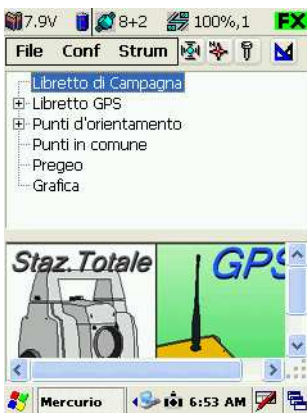 7.9V 8+2 100%,1 FX
File Conf Strum
Libretto di Campagna
Libretto GPS
Punti d'orientamento
Punti in comune
Pregeo
Grafica
Staz.Totale GPS
Mercurio 6:53 AM